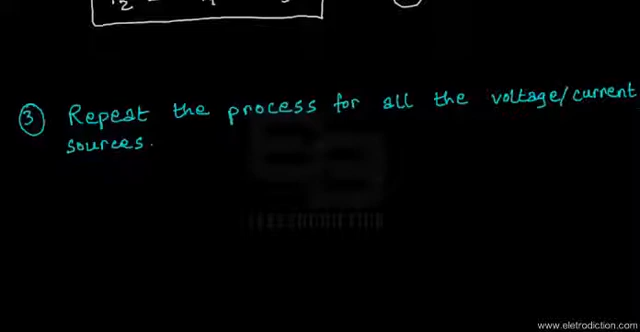 ③ Repeat the process for all the voltage/current
sources.
www.eletrodiction.com